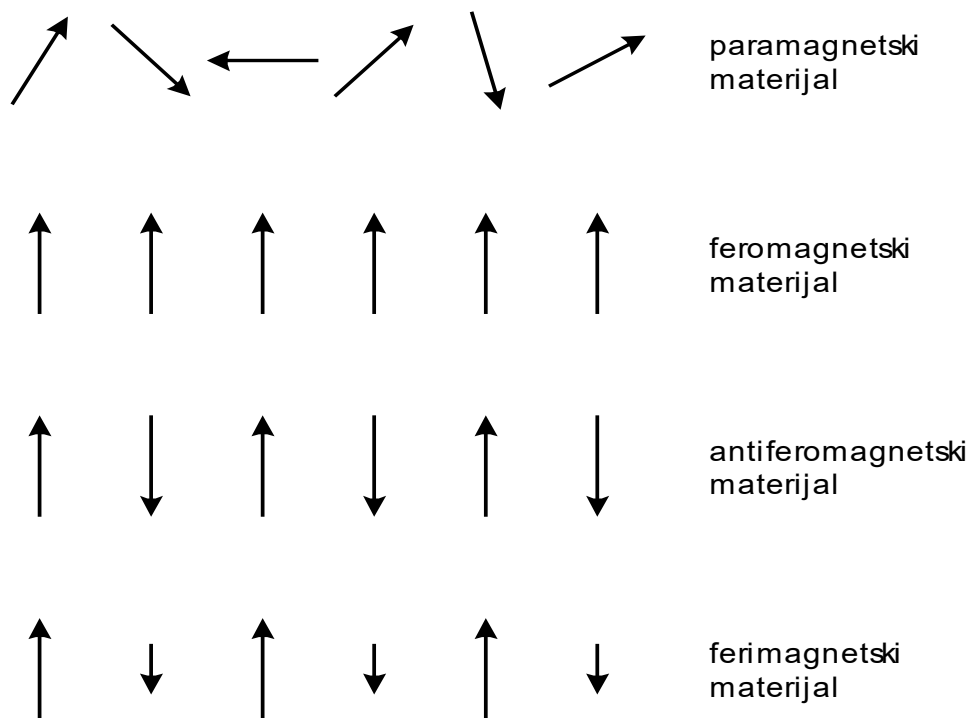 paramagnetski
materijal
feromagnetski
materijal
antiferomagnetski
materijal
ferimagnetski
materijal